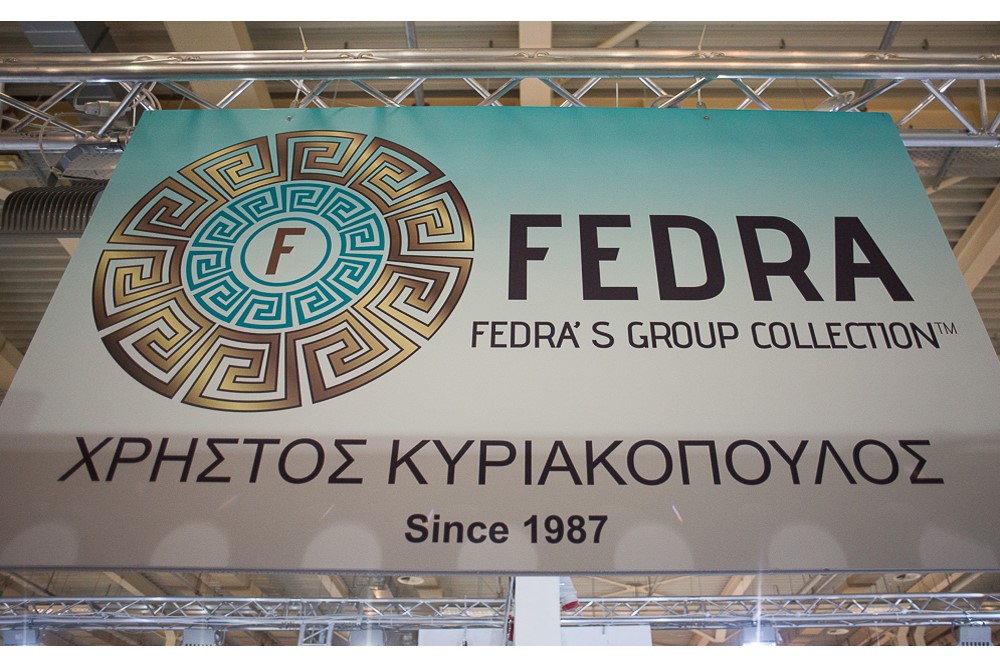 F
FEDRA
FEDRA'S GROUP COLLECTION™
ΧΡΗΣΤΟΣ ΚΥΡΙΑΚΟΠΟΥΛΟΣ
Since 1987